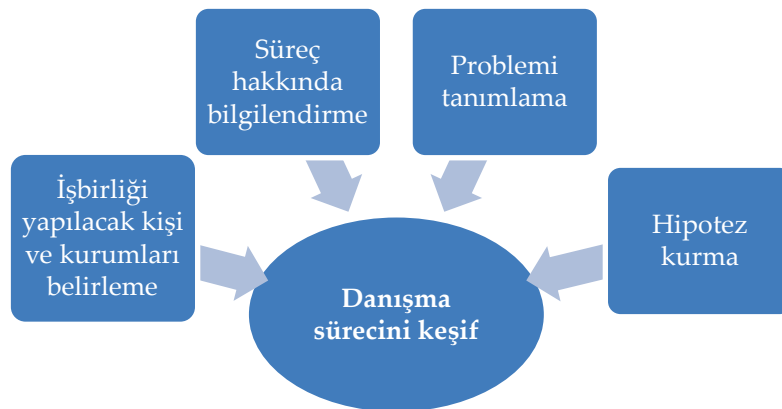 Süreç
hakkında
bilgilendirme
Problemi
tanımlama
İşbirliği
yapılacak kişi
ve kurumları
belirleme
Hipotez
kurma
Danışma
sürecini keşif